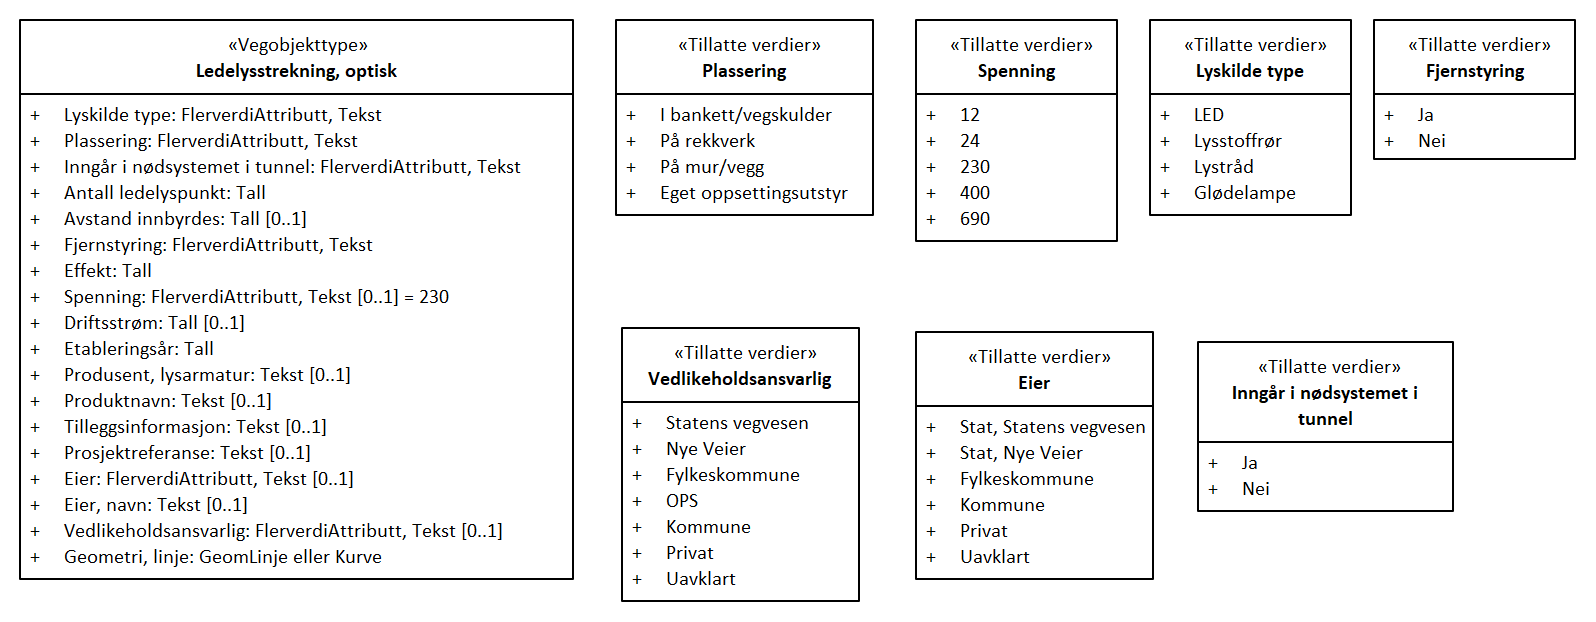 «Vegobjekttype»
Ledelysstrekning, optisk
+ Lyskilde type: FlerverdiAttributt, Tekst
+ Plassering: FlerverdiAttributt, Tekst
+ Inngår i nødsystemet i tunnel: FlerverdiAttributt, Tekst
+ Antall ledelyspunkt: Tall
+ Avstand innbyrdes: Tall [0..1]
+ Fjernstyring: FlerverdiAttributt, Tekst
+ Effekt: Tall
+ Spenning: FlerverdiAttributt, Tekst [0..1] = 230
+ Driftsstrøm: Tall [0..1]
+ Etableringsår: Tall
+ Produsent, lysarmatur: Tekst [0..1]
+ Produktnavn: Tekst [0..1]
+ Tilleggsinformasjon: Tekst [0..1]
+ Prosjektreferanse: Tekst [0..1]
+ Eier: FlerverdiAttributt, Tekst [0..1]
+ Eier, navn: Tekst [0..1]
+ Vedlikeholdsansvarlig: FlerverdiAttributt, Tekst [0..1]
+ Geometri, linje: GeomLinje eller Kurve
«Tillatte verdier»
Plassering
+ I bankett/vegskulder
+ På rekkverk
+ På mur/vegg
+ Eget oppsettingsutstyr
«Tillatte verdier»
Spenning
+ 12
+ 24
+ 230
+ 400
+ 690
«Tillatte verdier»
Lyskilde type
+ LED
+ Lysstoffrør
+ Lystråd
+ Glødelampe
«Tillatte verdier»
Fjernstyring
+ Ja
+ Nei
«Tillatte verdier»
Vedlikeholdsansvarlig
+ Statens vegvesen
+ Nye Veier
+ Fylkeskommune
+ OPS
+ Kommune
+ Privat
+ Uavklart
«Tillatte verdier»
Eier
+ Stat, Statens vegvesen
+ Stat, Nye Veier
+ Fylkeskommune
+ Kommune
+ Privat
+ Uavklart
«Tillatte verdier»
Inngår i nødsystemet i
tunnel
+ Ja
+ Nei